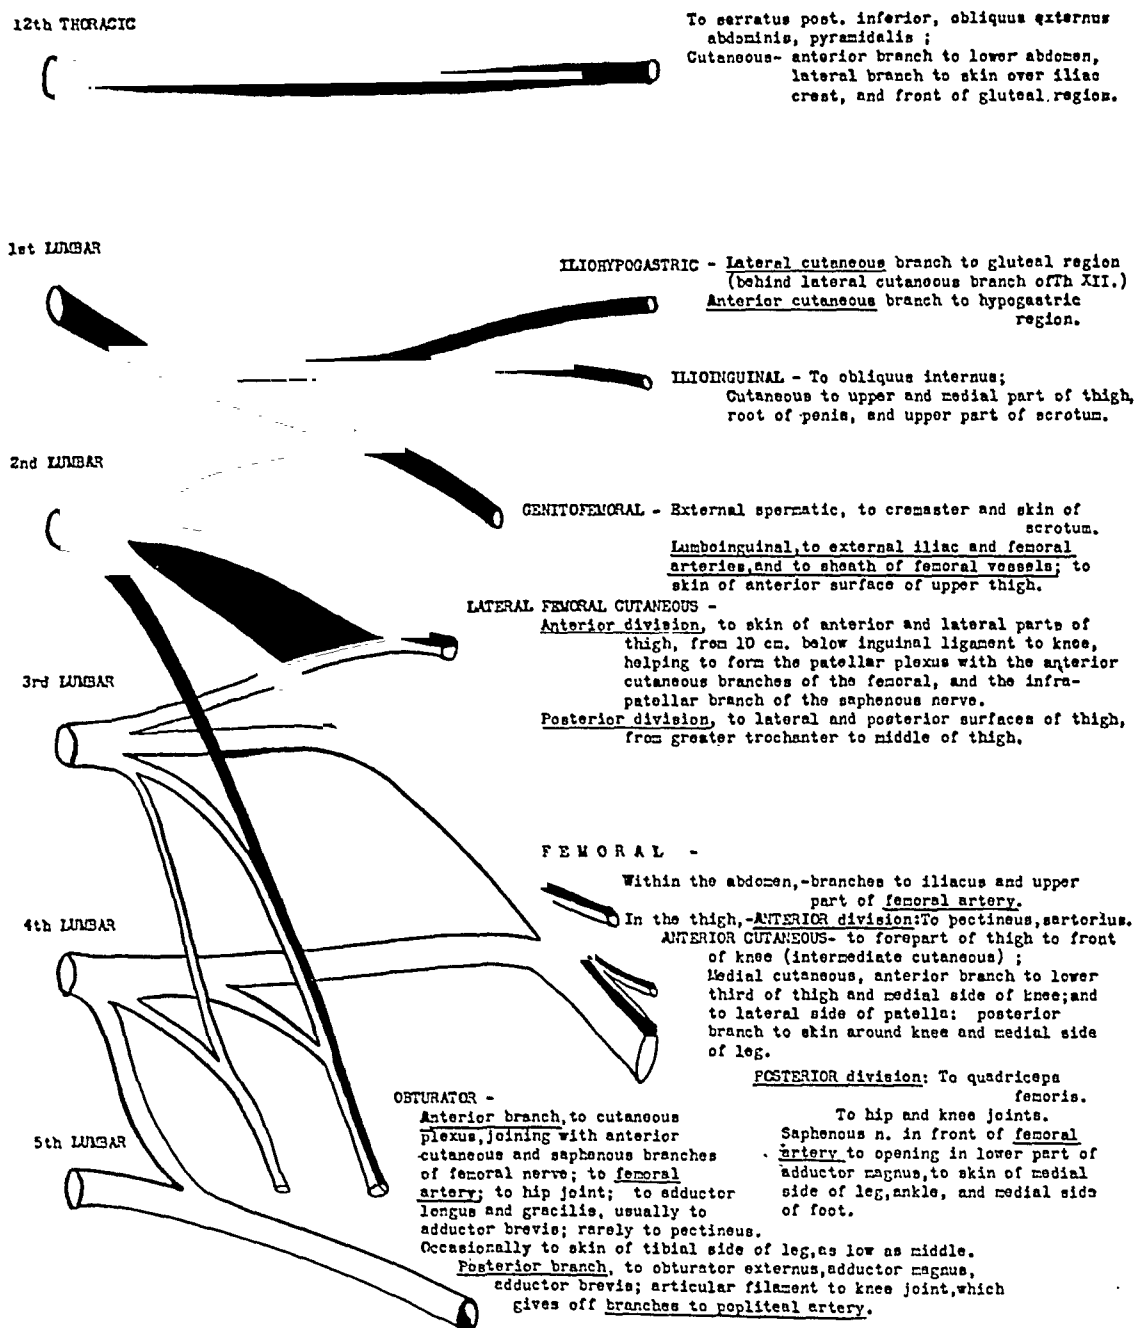 12th THORACIC
To serratus post. inferior, obliquus externus
abdominis, pyramidalis ;
Cutaneous- anterior branch to lower abdomen,
lateral branch to skin over iliac
crest, and front of gluteal region.
1st LUMBAR
ILIOHYPOGASTRIC - Lateral cutaneous branch to gluteal region
(behind lateral cutaneous branch ofTh XII.)
Anterior cutaneous branch to hypogastric
region.
ILIOINGUINAL - To obliquus internus;
Cutaneous to upper and medial part of thigh,
root of penis, and upper part of scrotum.
2nd LUMBAR
GENITOFEMORAL - External spermatic, to cremaster and skin of
scrotum.
Lumboinguinal,to external iliac and femoral
arteries,and to sheath of femoral vessels; to
skin of anterior surface of upper thigh.
LATERAL FEMORAL CUTANEOUS -
Anterior division, to skin of anterior and lateral parts of
thigh, from 10 cm. below inguinal ligament to knee,
helping to form the patellar plexus with the anterior
cutaneous branches of the femoral, and the infra-
patellar branch of the saphenous nerve.
Posterior division, to lateral and posterior surfaces of thigh,
from greater trochanter to middle of thigh.
3rd LUMBAR
FEMORAL -
Within the abdomen,-branches to iliacus and upper
part of femoral artery.
In the thigh,-ANTERIOR division:To pectineus,sartorius.
ANTERIOR CUTANEOUS- to forepart of thigh to front
of knee (intermediate cutaneous) ;
Medial cutaneous, anterior branch to lower
third of thigh and medial side of knee;and
to lateral side of patella; posterior
branch to skin around knee and medial side
of leg.
POSTERIOR division: To quadriceps
femoris.
To hip and knee joints.
Saphenous n. in front of femoral
artery to opening in lower part of
adductor magnus,to skin of medial
side of leg,ankle, and medial side
of foot.
4th LUMBAR
OBTURATOR -
Anterior branch,to cutaneous
plexus,joining with anterior
cutaneous and saphenous branches
of femoral nerve; to femoral
artery; to hip joint; to adductor
longus and gracilis, usually to
adductor brevis; rarely to pectineus.
Occasionally to skin of tibial side of leg,as low as middle.
Posterior branch, to obturator externus,adductor magnus,
adductor brevis; articular filament to knee joint,which
gives off branches to popliteal artery.
5th LUMBAR